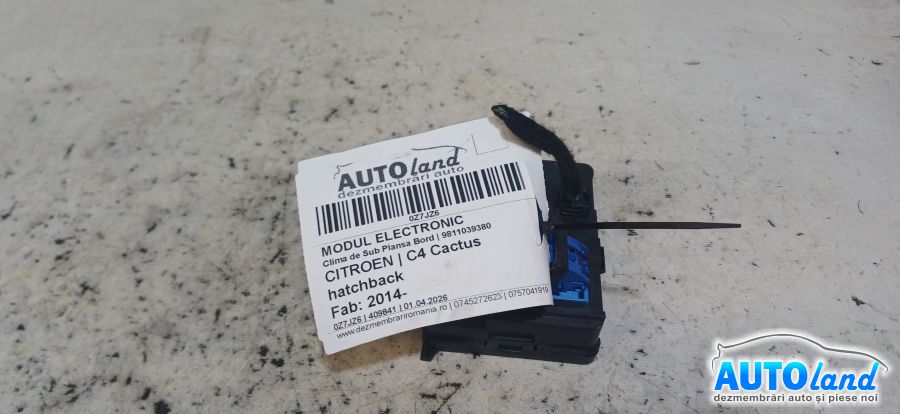 AUTOland
dezmembrări auto
0Z7JZ6
MODUL ELECTRONIC
Clima de Sub Plansa Bord | 9811039380
CITROEN | C4 Cactus
hatchback
Fab: 2014-
0Z7JZ6 | 409841 | 01.04.2026
www.dezmembrariromania.ro | 0745272623 | 0757041919
AUTOland
dezmembrări auto și piese noi